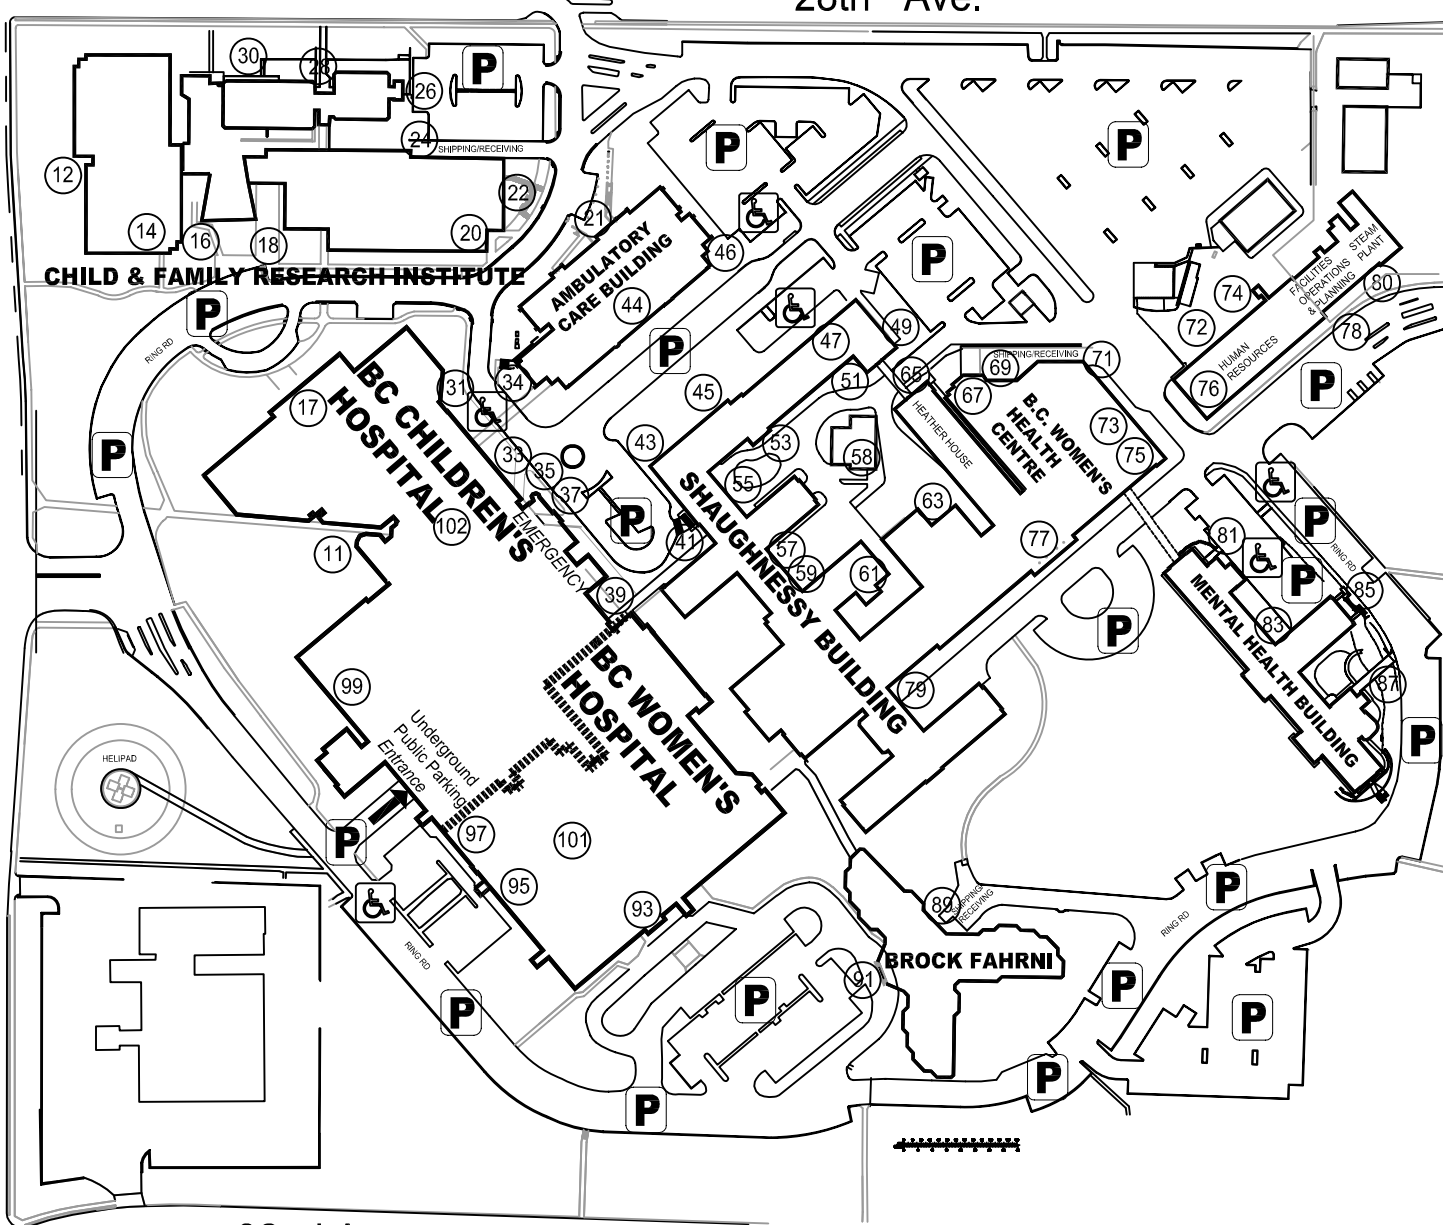 28th Ave.
30
28
26
P
24
SHIPPING/RECEIVING
12
22
14
16
18
20
21
CHILD & FAMILY RESEARCH INSTITUTE
P
RING RD
P
AMBULATORY
CARE BUILDING
44
46
P
P
P
P
STEAM
PLANT
FACILITIES
OPERATIONS
& PLANNING
80
74
72
78
HUMAN
RESOURCES
76
P
47
49
45
51
43
53
55
57
59
58
61
63
65
67
69
SHIPPING/RECEIVING
71
HEATHER HOUSE
B.C. WOMEN'S
HEALTH
CENTRE
73
75
77
79
SHAUGHNESSY BUILDING
17
BC CHILDREN'S
HOSPITAL
102
11
31
34
33
35
37
P
41
EMERGENCY
39
P
81
P
RING RD
P
85
83
87
MENTAL HEALTH BUILDING
P
P
BC WOMEN'S
HOSPITAL
99
Underground
Public Parking
Entrance
HELIPAD
P
97
101
95
93
RING RD
P
P
91
P
89
SHIPPING/
RECEIVING
BROCK FAHRNI
P
RING RD
P
P
P